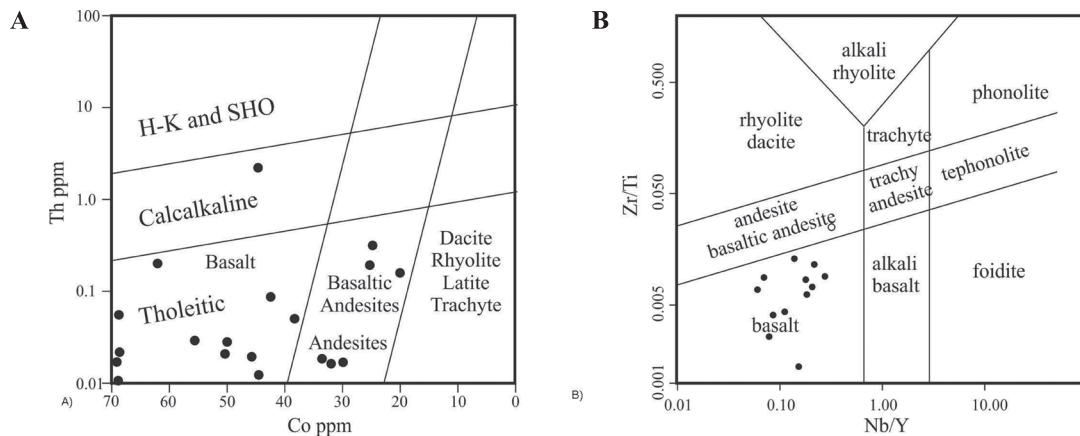 A
100
10
1.0
0.1
0.01
Th ppm
H-K and SHO
Calcalkaline
Basalt
Tholeitic
Basaltic
Andesites
Andesites
Dacite
Rhyolite
Latite
Trachyte
70
60
50
40
30
20
10
0
Co ppm
A)
B
0.500
0.050
0.005
0.001
Zr/Ti
alkali
rhyolite
rhyolite
dacite
trachyte
phonolite
trachy
andesite
tephonolite
andesite
basaltic andesite
alkali
basalt
foidite
basalt
0.01
0.10
1.00
10.00
Nb/Y
B)